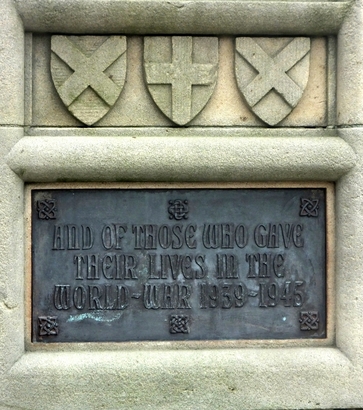 AND OF THOSE WHO GAVE
THEIR LIVES IN THE
WORLD-WAR 1939-1945